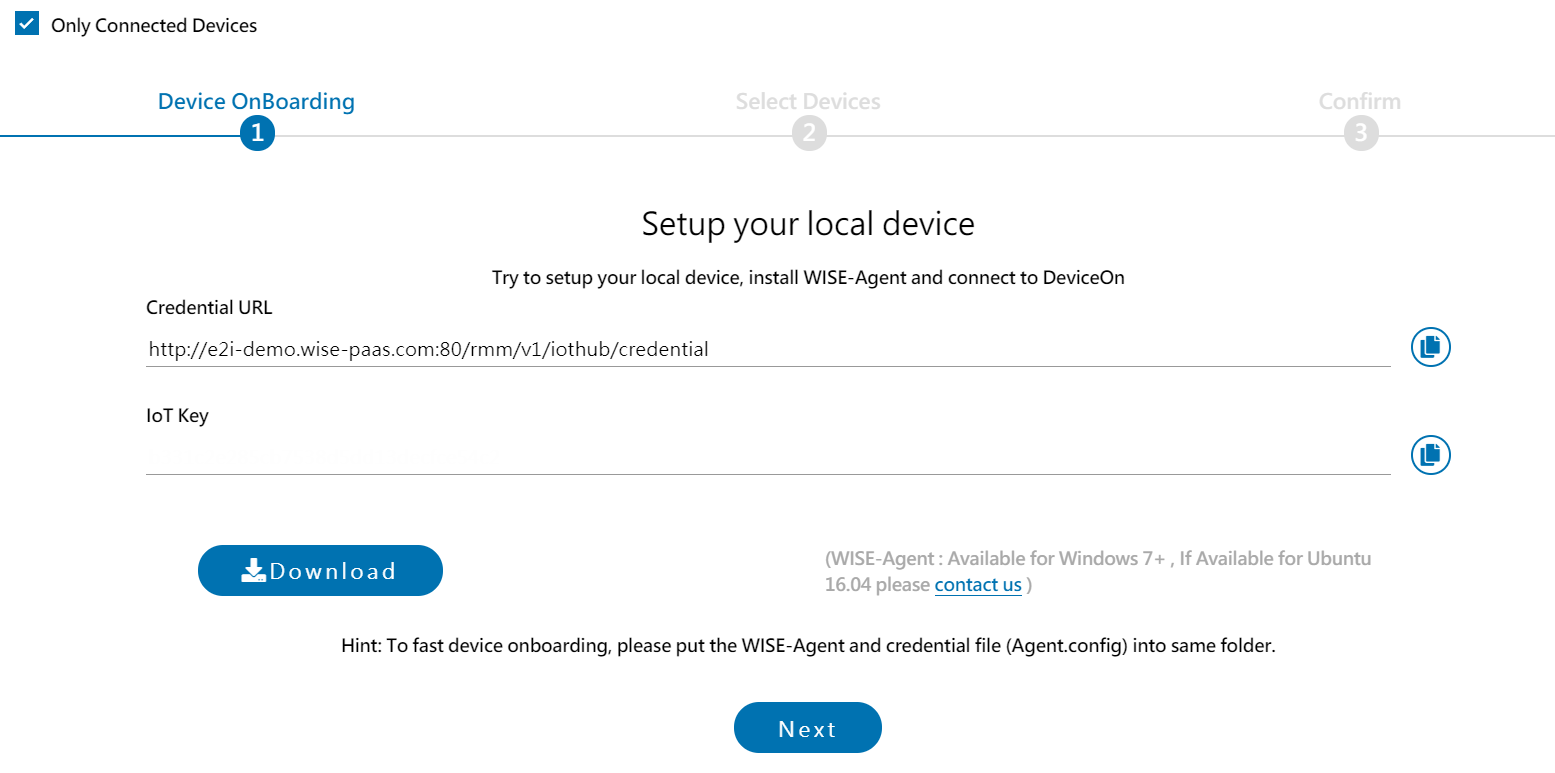 Only Connected Devices
Device OnBoarding
Select Devices
Confirm
1
2
3
Setup your local device
Try to setup your local device, install WISE-Agent and connect to DeviceOn
Credential URL
http://e2i-demo.wise-paas.com:80/rmm/v1/iothub/credential
IoT Key
Download
(WISE-Agent : Available for Windows 7+ , If Available for Ubuntu
16.04 please contact us )
Hint: To fast device onboarding, please put the WISE-Agent and credential file (Agent.config) into same folder.
Next